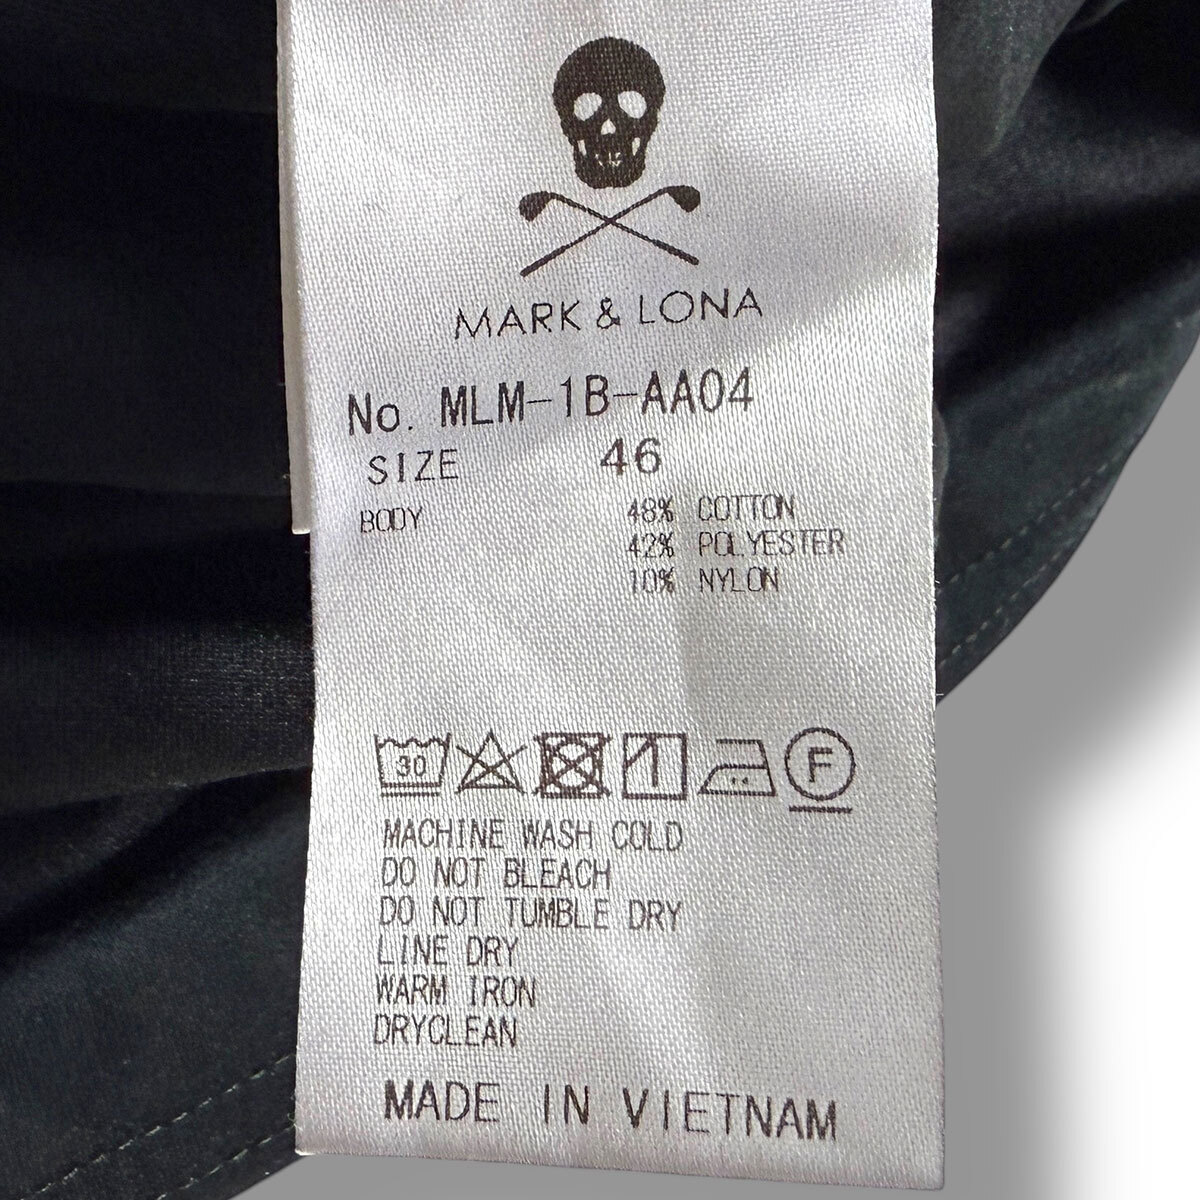 MARK & LONA
No. MLM-1B-AA04
SIZE 46
BODY 48% COTTON
42% POLYESTER
10% NYLON
30 F
MACHINE WASH COLD
DO NOT BLEACH
DO NOT TUMBLE DRY
LINE DRY
WARM IRON
DRYCLEAN
MADE IN VIETNAM